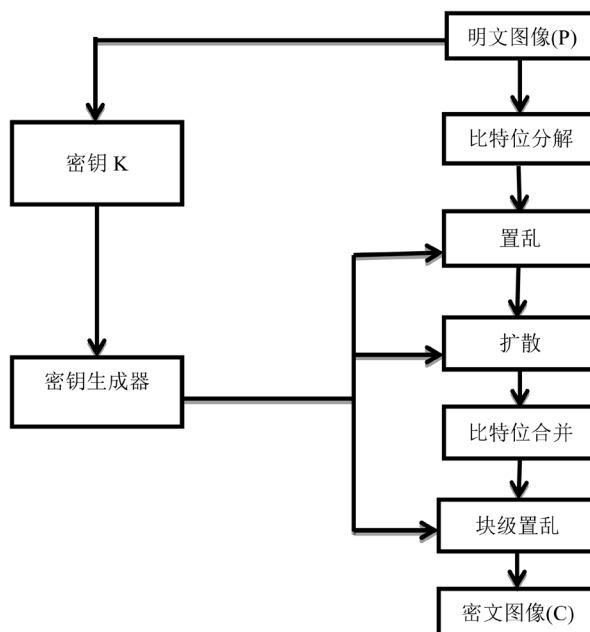 明文图像(P)
比特位分解
密钥 K
置乱
扩散
密钥生成器
比特位合并
块级置乱
密文图像(C)